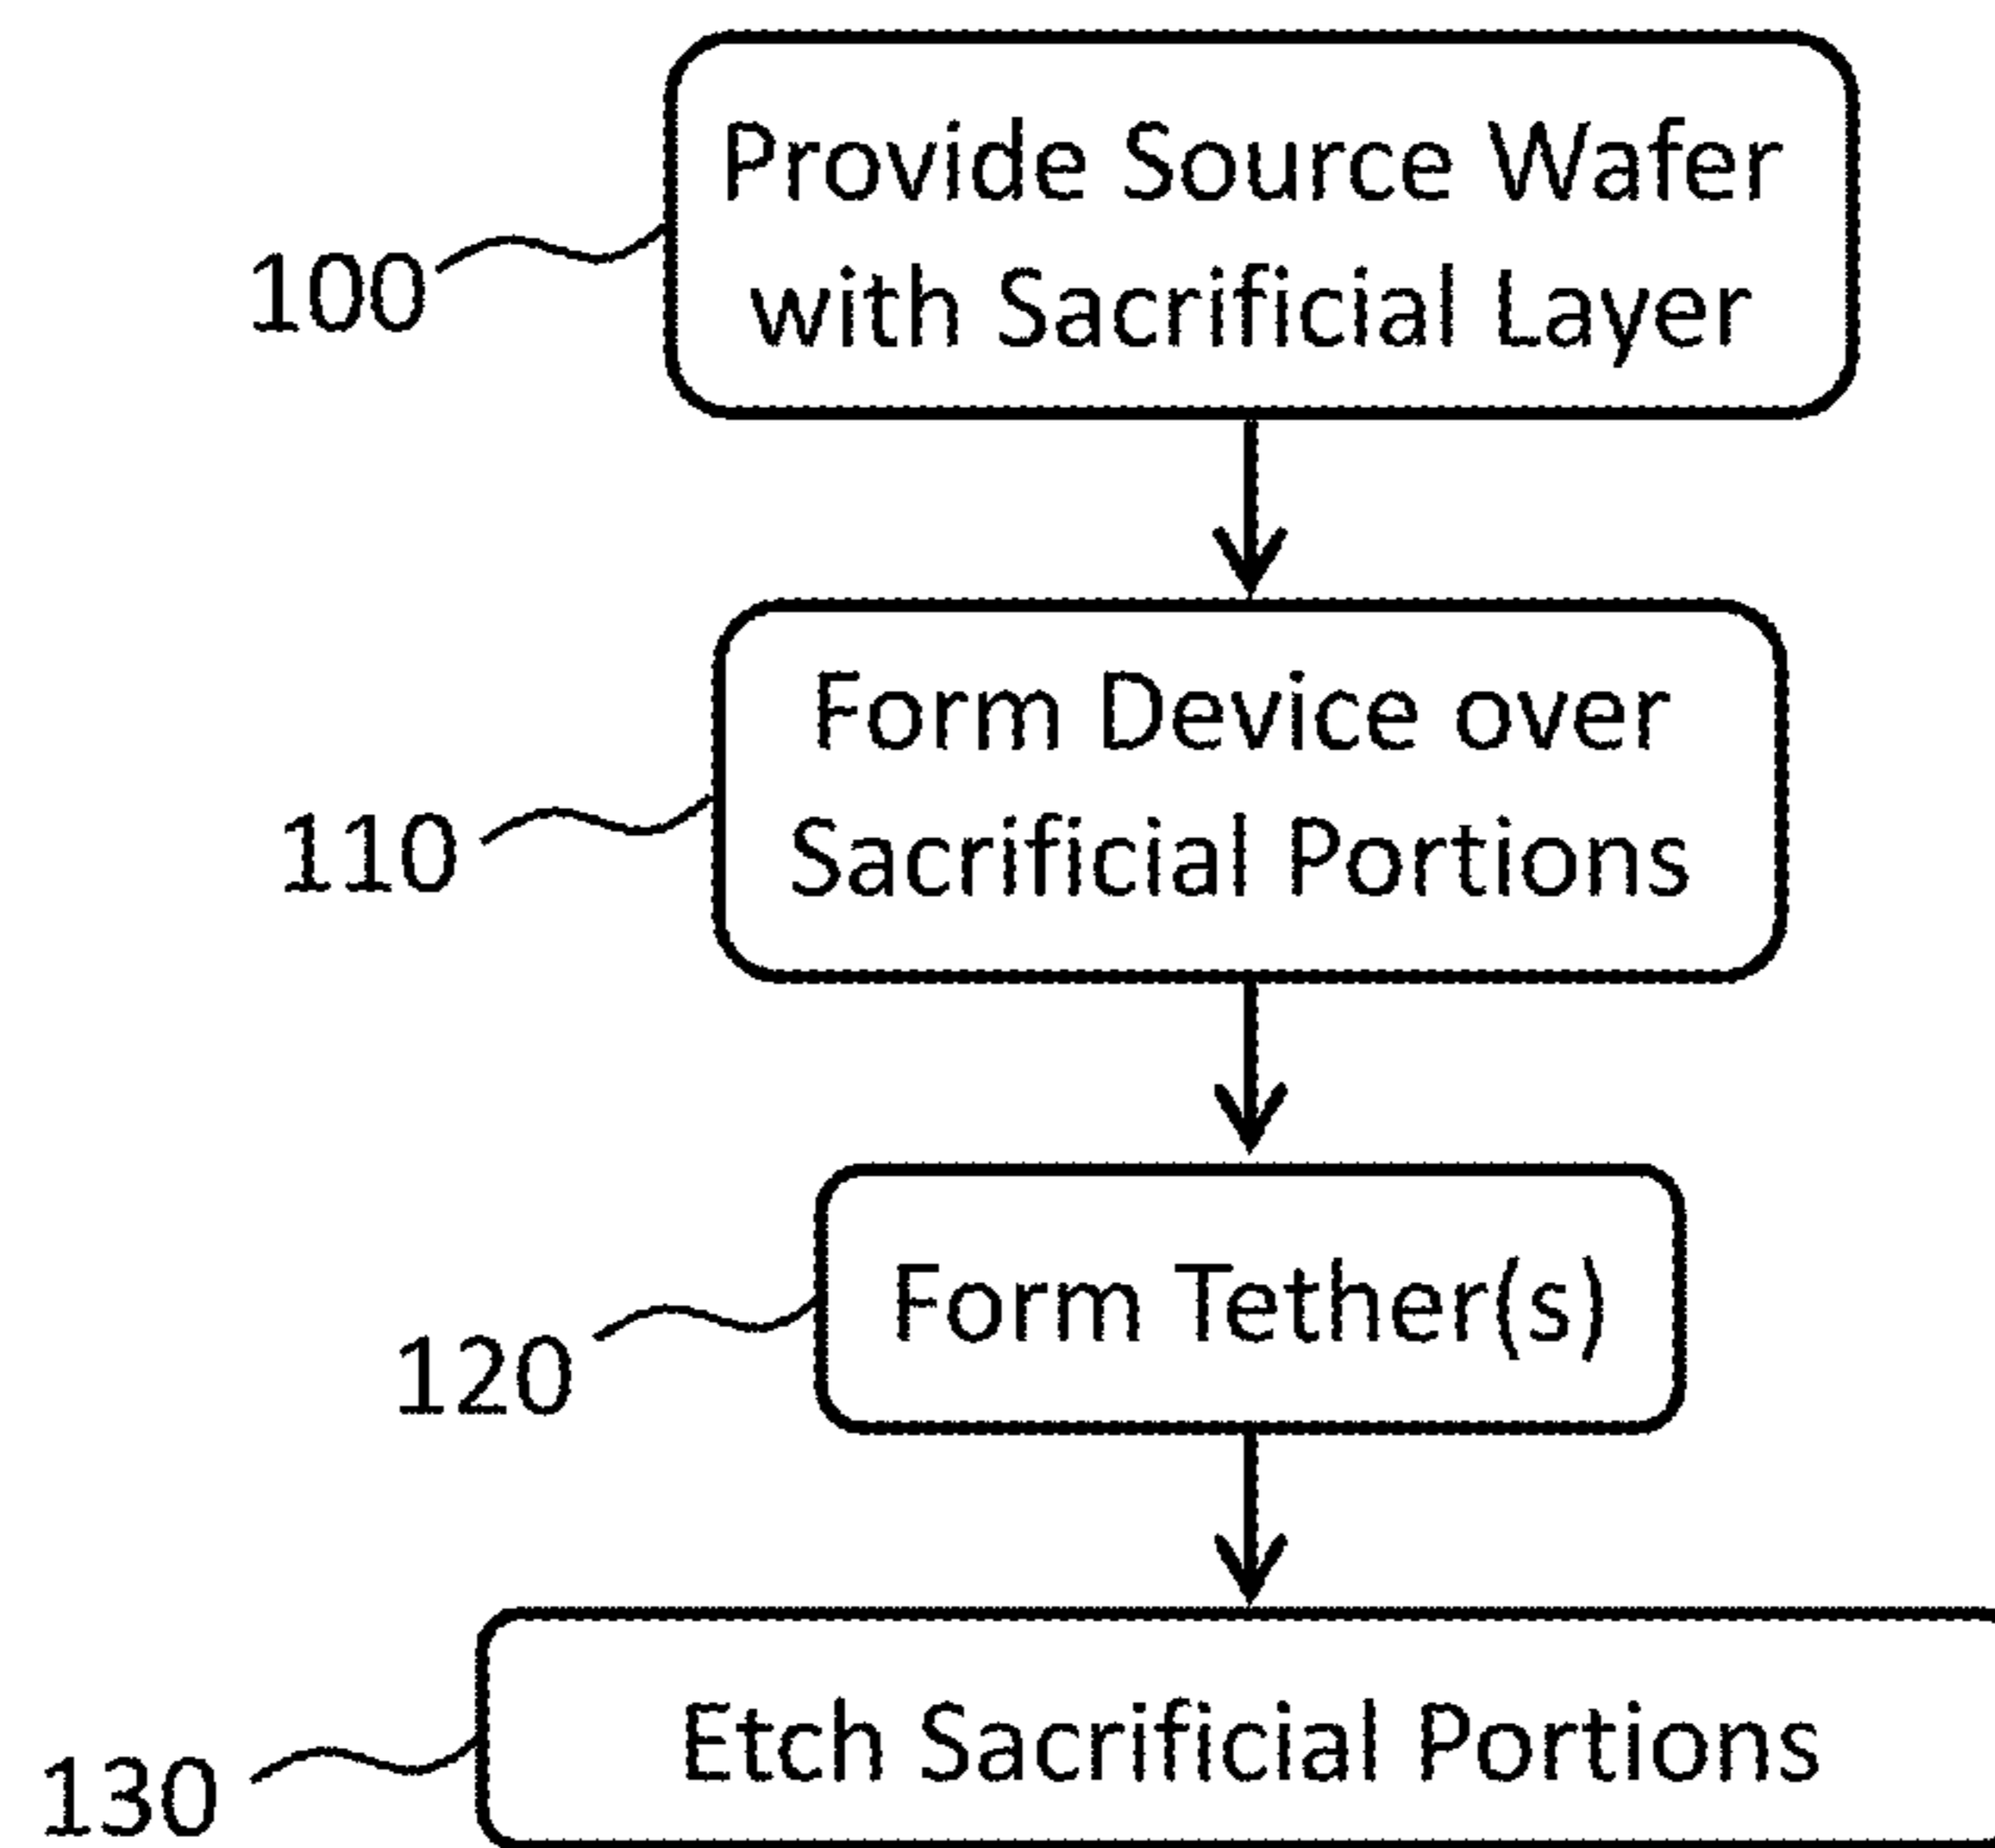 Provide Source Wafer
with Sacrificial Layer
100
Form Device over
Sacrificial Portions
110
Form Tether(s)
120
Etch Sacrificial Portions
130